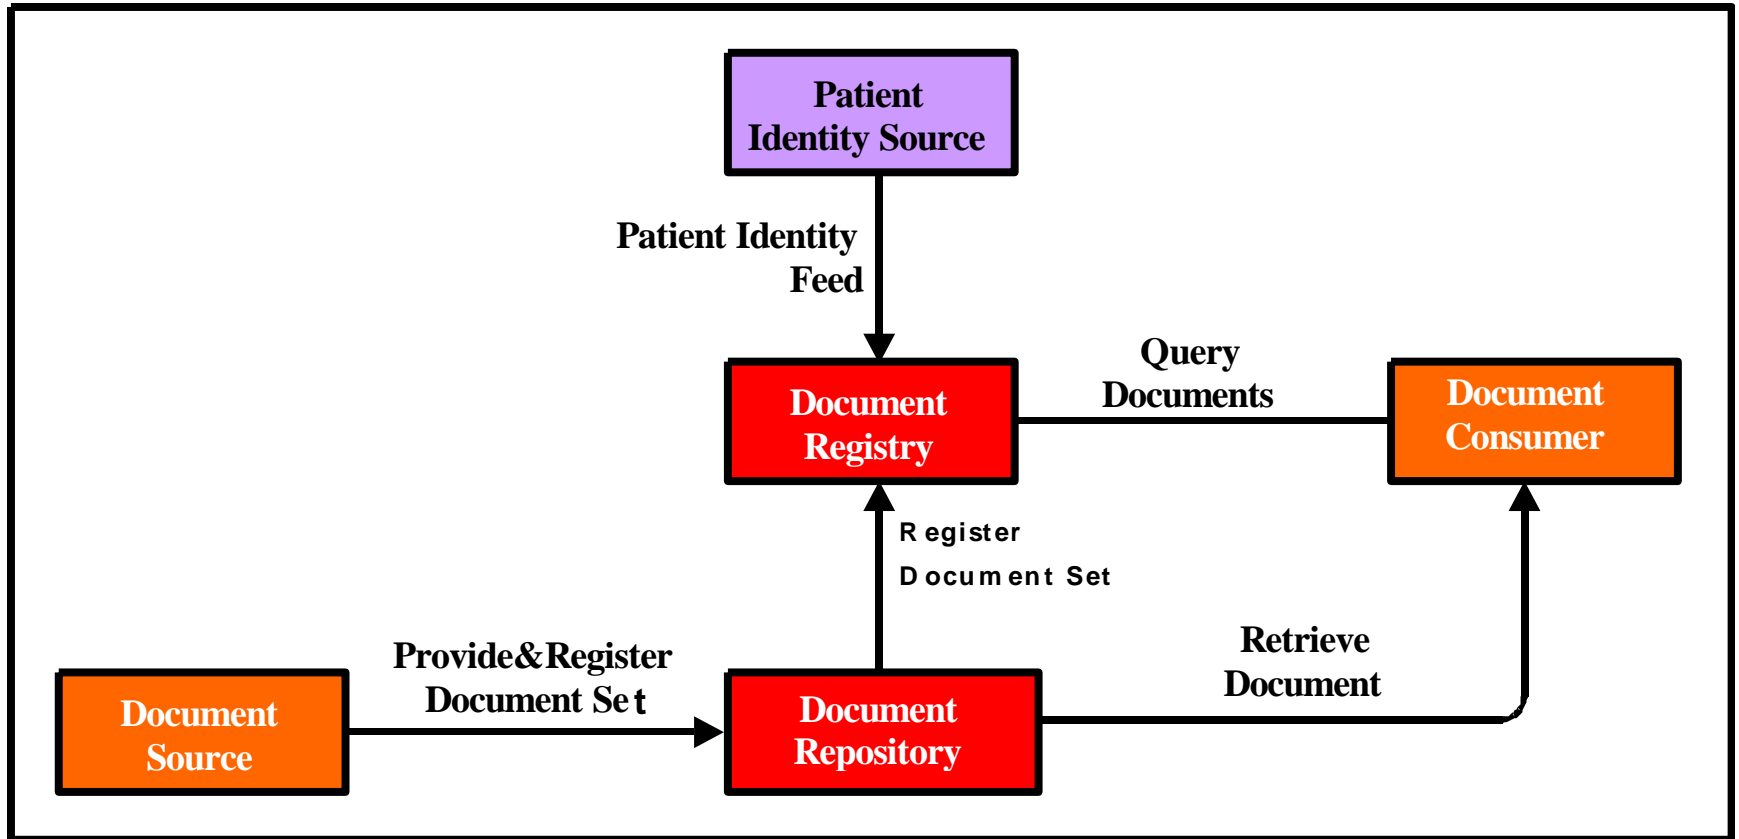 Patient
Identity Source
Patient Identity
Feed
Query
Documents
Document
Registry
Document
Consumer
Register
Document Set
Provide&Register
Document Set
Retrieve
Document
Document
Source
Document
Repository